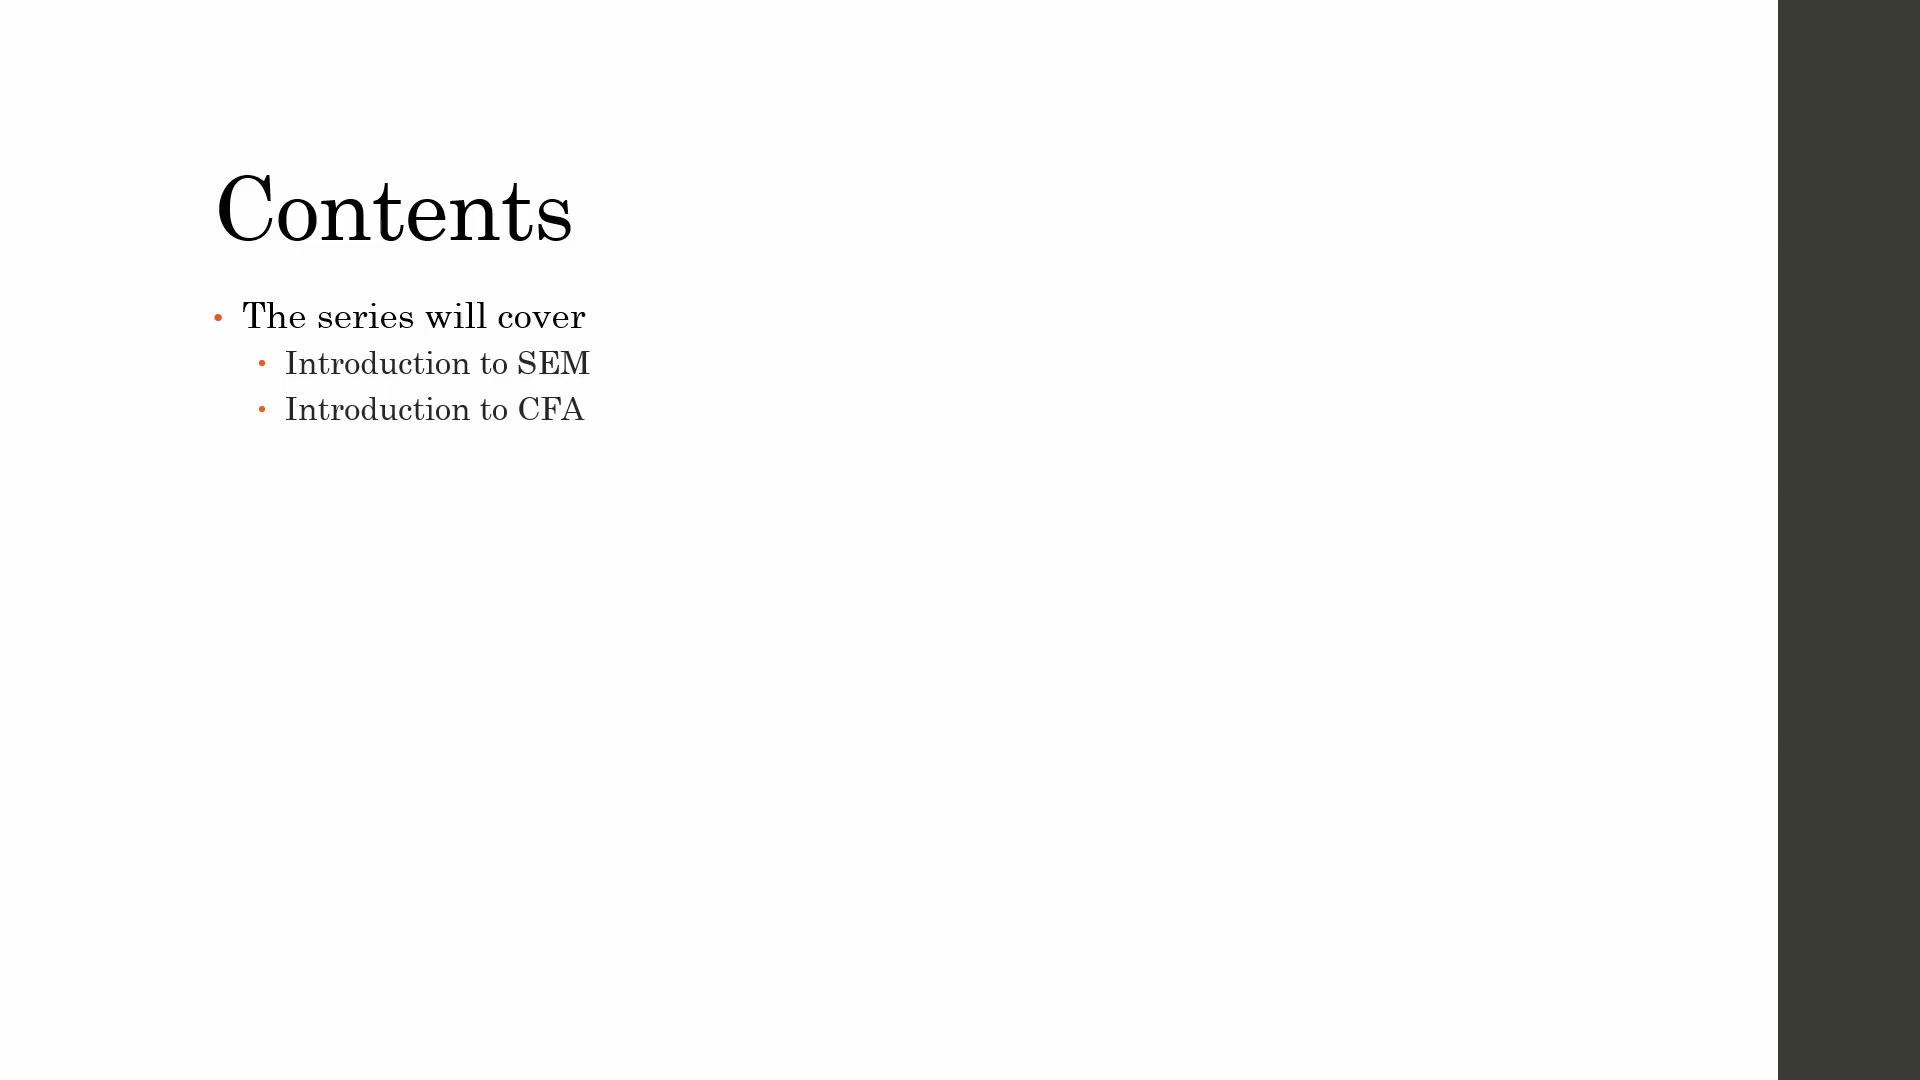 Contents
• The series will cover
• Introduction to SEM
• Introduction to CFA